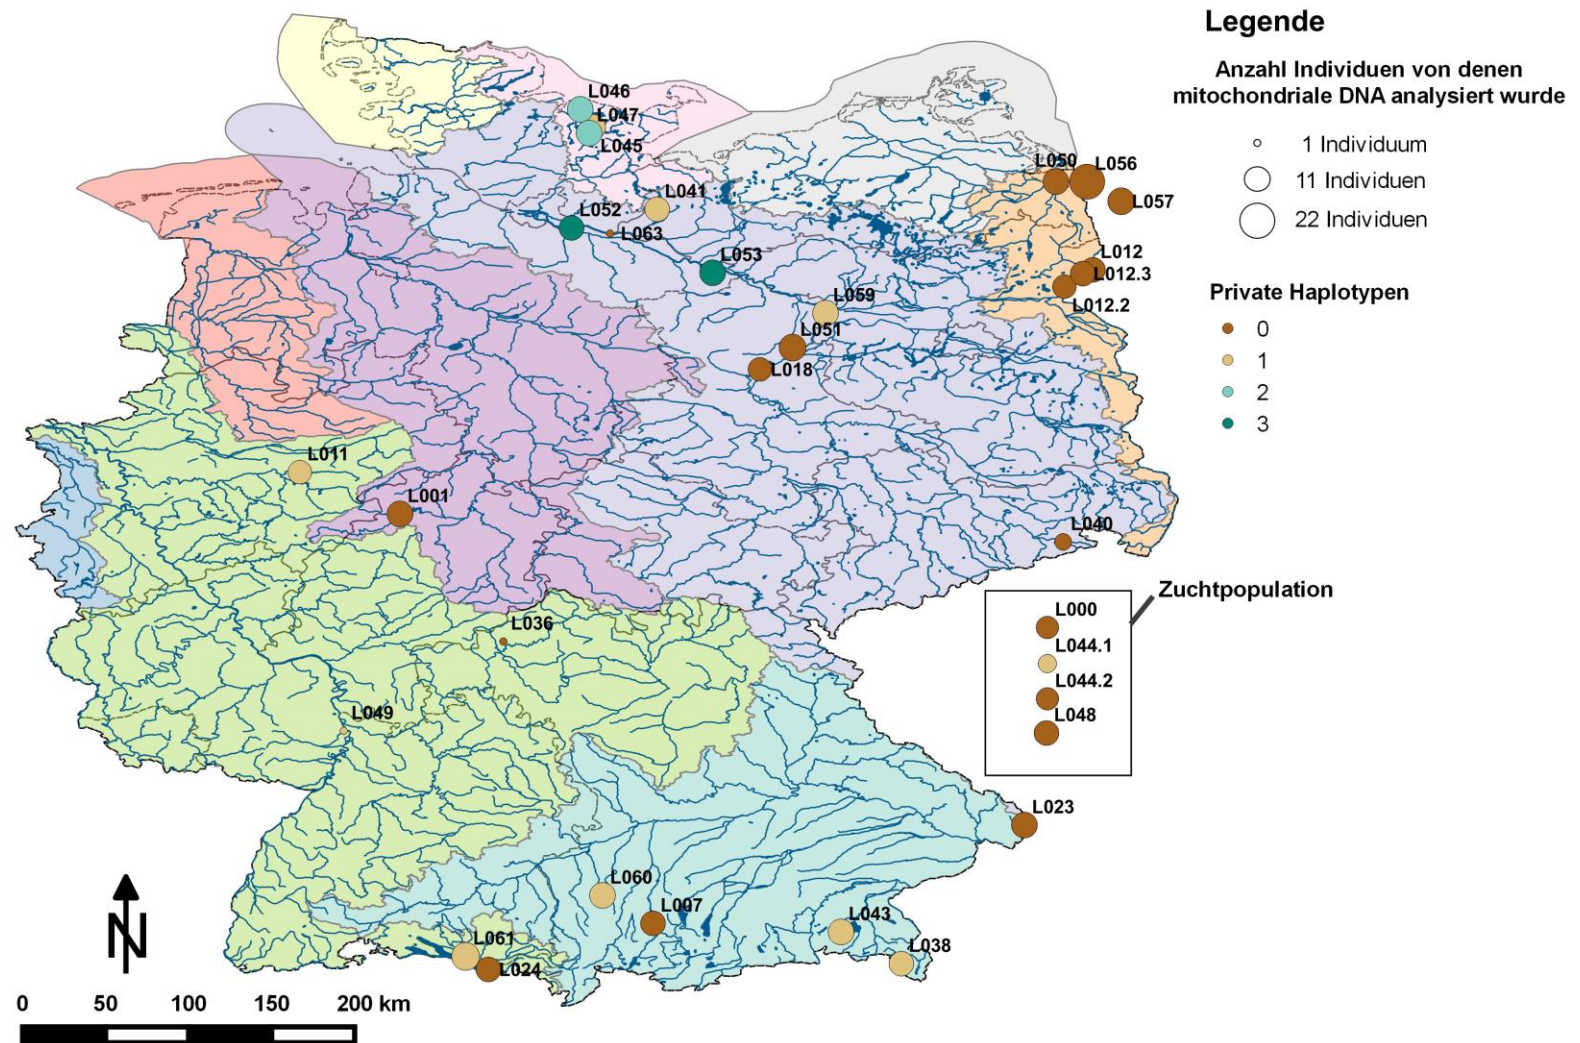 Legende
Anzahl Individuen von denen
mitochondriale DNA analysiert wurde
1 Individuum
11 Individuen
22 Individuen
Private Haplotypen
0
1
2
3
L046
L047
L045
L041
L052
L063
L053
L050
L056
L057
L012
L012.3
L012.2
L059
L051
L018
L011
L001
L040
Zuchtpopulation
L000
L044.1
L044.2
L048
L036
L049
L023
L060
L007
L043
L038
L061
L024
N
0 50 100 150 200 km